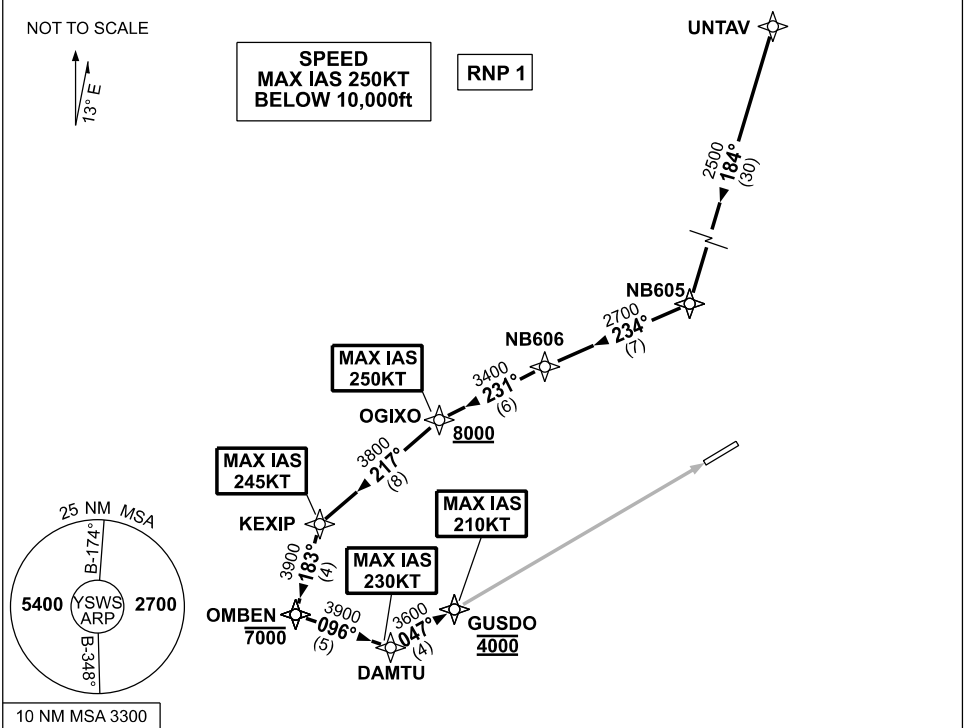 NOT TO SCALE
13° E
SPEED
MAX IAS 250KT
BELOW 10,000ft
RNP 1
UNTAV
2500
184°
(30)
NB605
2700
234°
(7)
NB606
3400
231°
(6)
MAX IAS
250KT
OGIXO
8000
3800
217°
(8)
MAX IAS
245KT
KEXIP
3900
183°
(4)
OMBEN
7000
3900
096°
(5)
MAX IAS
230KT
DAMTU
3600
047°
(4)
MAX IAS
210KT
GUSDO
4000
25 NM MSA
B-174°
5400
YSWS
ARP
2700
B-348°
10 NM MSA 3300